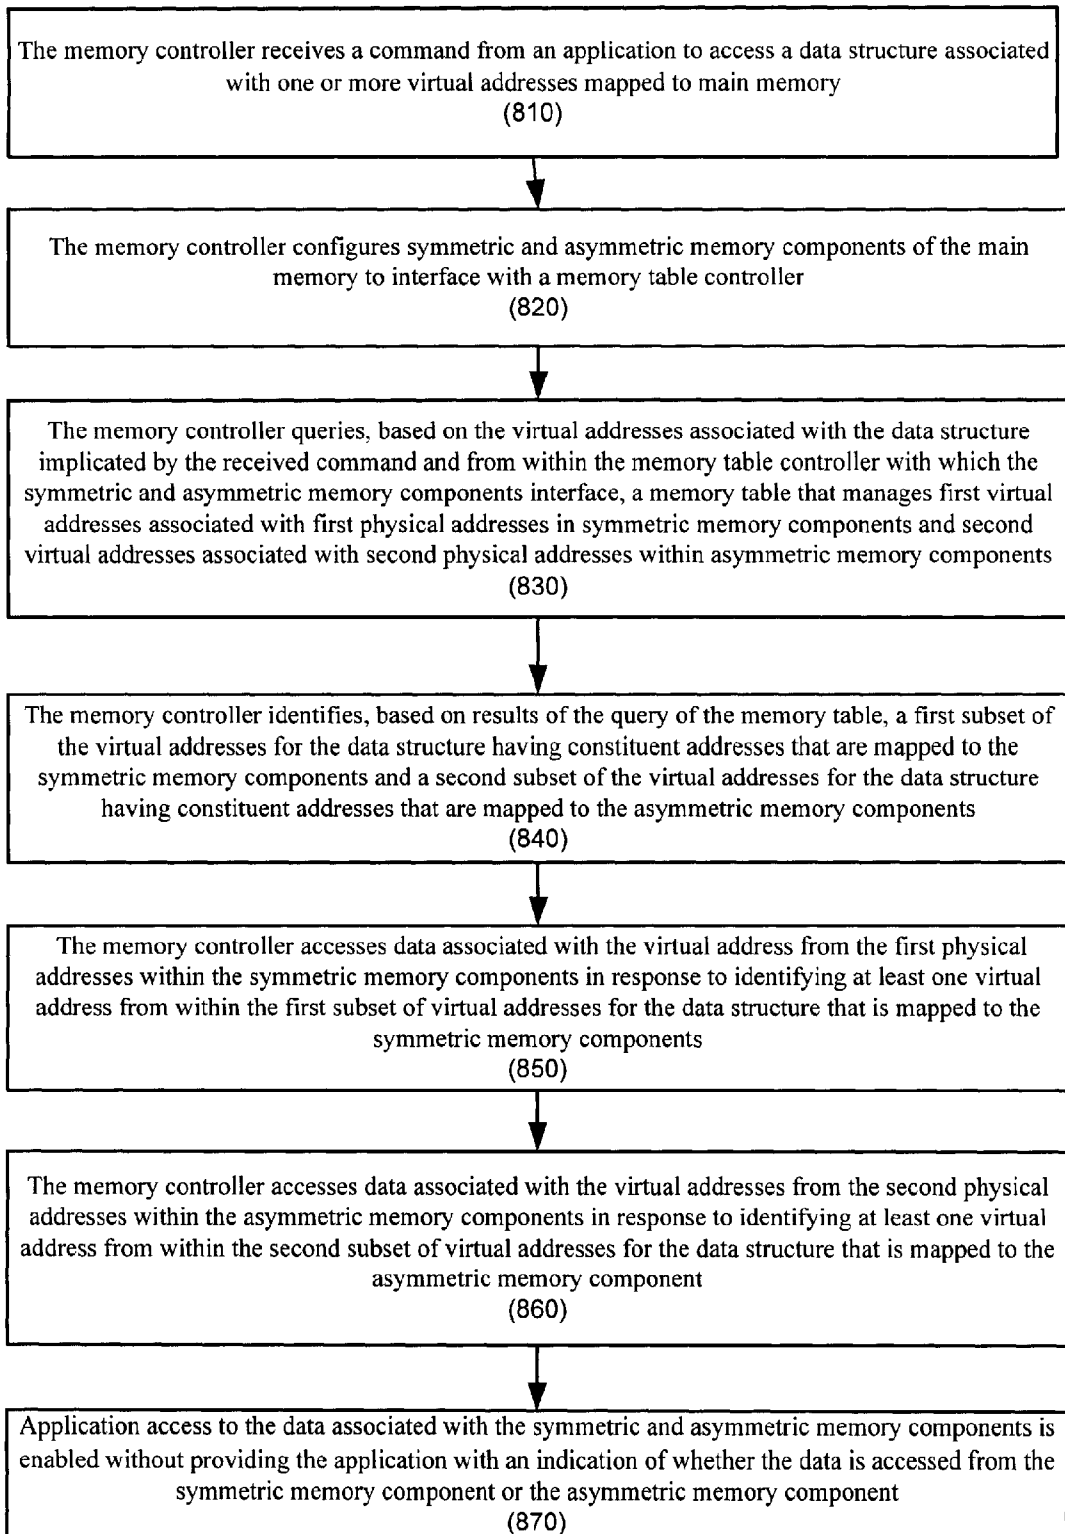 The memory controller receives a command from an application to access a data structure associated
with one or more virtual addresses mapped to main memory
(810)
The memory controller configures symmetric and asymmetric memory components of the main
memory to interface with a memory table controller
(820)
The memory controller queries, based on the virtual addresses associated with the data structure
implicated by the received command and from within the memory table controller with which the
symmetric and asymmetric memory components interface, a memory table that manages first virtual
addresses associated with first physical addresses in symmetric memory components and second
virtual addresses associated with second physical addresses within asymmetric memory components
(830)
The memory controller identifies, based on results of the query of the memory table, a first subset of
the virtual addresses for the data structure having constituent addresses that are mapped to the
symmetric memory components and a second subset of the virtual addresses for the data structure
having constituent addresses that are mapped to the asymmetric memory components
(840)
The memory controller accesses data associated with the virtual address from the first physical
addresses within the symmetric memory components in response to identifying at least one virtual
address from within the first subset of virtual addresses for the data structure that is mapped to the
symmetric memory components
(850)
The memory controller accesses data associated with the virtual addresses from the second physical
addresses within the asymmetric memory components in response to identifying at least one virtual
address from within the second subset of virtual addresses for the data structure that is mapped to the
asymmetric memory component
(860)
Application access to the data associated with the symmetric and asymmetric memory components is
enabled without providing the application with an indication of whether the data is accessed from the
symmetric memory component or the asymmetric memory component
(870)